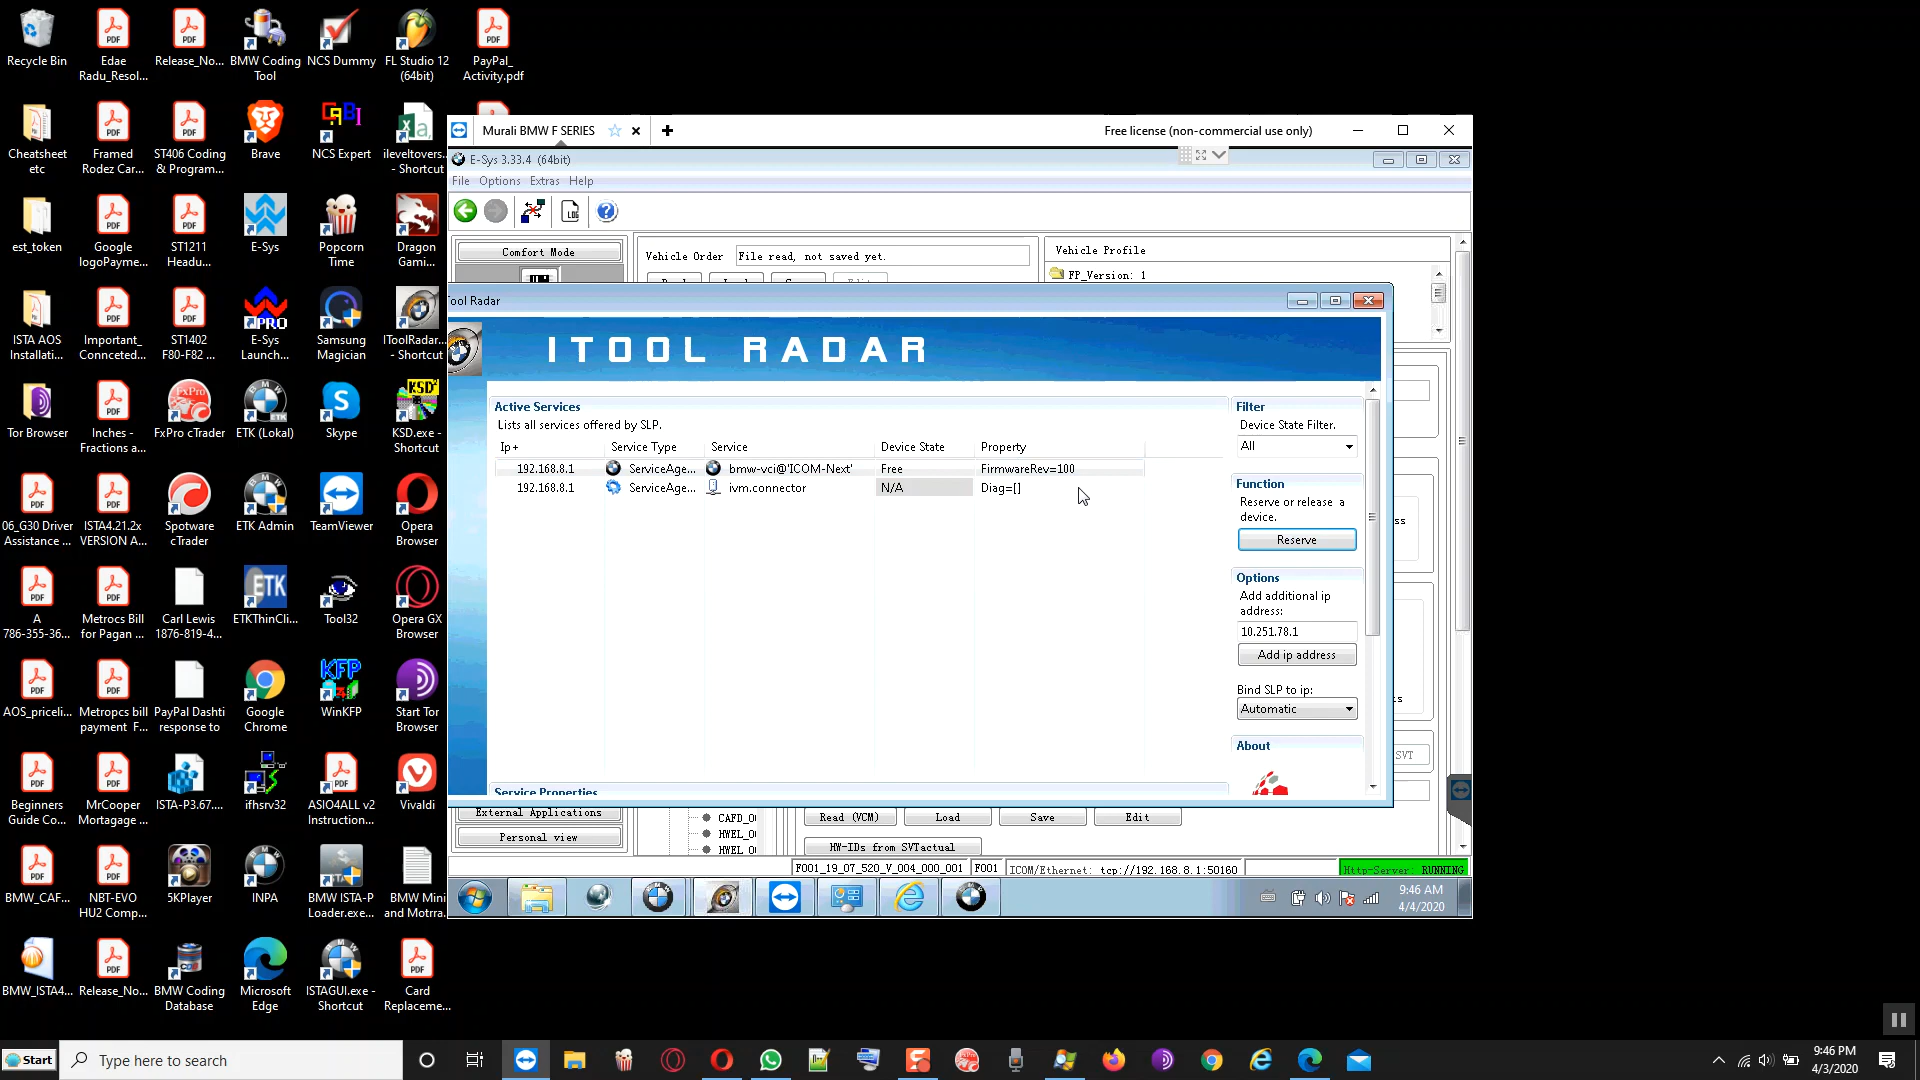 Recycle Bin
Edae
Radu_Resol...
Release_No...
BMW Coding
Tool
NCS Dummy
FL Studio 12
(64bit)
PayPal_
Activity.pdf
Cheatsheet
etc
Framed
Rodez Car...
ST406 Coding
& Program...
Brave
NCS Expert
ileveltovers...
- Shortcut
est_token
Google
logoPayme...
ST1211
Headu...
E-Sys
Popcorn
Time
Dragon
Gami...
ISTA AOS
Installati...
Important_
Connceted...
ST1402
F80-F82 ...
E-Sys
Launch...
Samsung
Magician
IToolRadar...
- Shortcut
Tor Browser
Inches -
Fractions a...
FxPro cTrader
ETK (Lokal)
Skype
KSD.exe -
Shortcut
06_G30 Driver
Assistance ...
ISTA4.21.2x
VERSION A...
Spotware
cTrader
ETK Admin
TeamViewer
Opera
Browser
A
786-355-36...
Metrocs Bill
for Pagan ...
Carl Lewis
1876-819-4...
ETKThinCli...
Tool32
Opera GX
Browser
AOS_priceli...
Metropcs bill
payment F...
PayPal Dashti
response to
Google
Chrome
WinKFP
Start Tor
Browser
Beginners
Guide Co...
MrCooper
Mortagage ...
ISTA-P3.67....
ifhsrv32
ASIO4ALL v2
Instruction...
Vivaldi
BMW_CAF...
NBT-EVO
HU2 Comp...
5KPlayer
INPA
BMW ISTA-P
Loader.exe...
BMW Mini
and Motrra...
BMW_ISTA4...
Release_No...
BMW Coding
Database
Microsoft
Edge
ISTAGUI.exe -
Shortcut
Card
Replaceme...
Murali BMW F SERIES
Free license (non-commercial use only)
E-Sys 3.33.4 (64bit)
File Options Extras Help
Comfort Mode
Vehicle Order
File read, not saved yet.
Vehicle Profile
FP_Version: 1
ool Radar
ITOOL RADAR
Active Services
Lists all services offered by SLP.
Ip+ Service Type Service Device State Property
192.168.8.1 ServiceAge... bmw-vci@'ICOM-Next' Free FirmwareRev=100
192.168.8.1 ServiceAge... ivm.connector N/A Diag=[]
Filter
Device State Filter.
All
Function
Reserve or release a
device.
Reserve
Options
Add additional ip
address:
10.251.78.1
Add ip address
Bind SLP to ip:
Automatic
About
Service Properties
SVT
External Applications
Personal view
CAFD_0
HWEL_0
HWEL_0
Read (VCM)
Load
Save
Edit
HW-IDs from SVTactual
F001_19_07_520_V_004_000_001
F001
ICOM/Ethernet: tcp://192.168.8.1:50160
Http-Server: RUNNING
9:46 AM
4/4/2020
Start
Type here to search
9:46 PM
4/3/2020